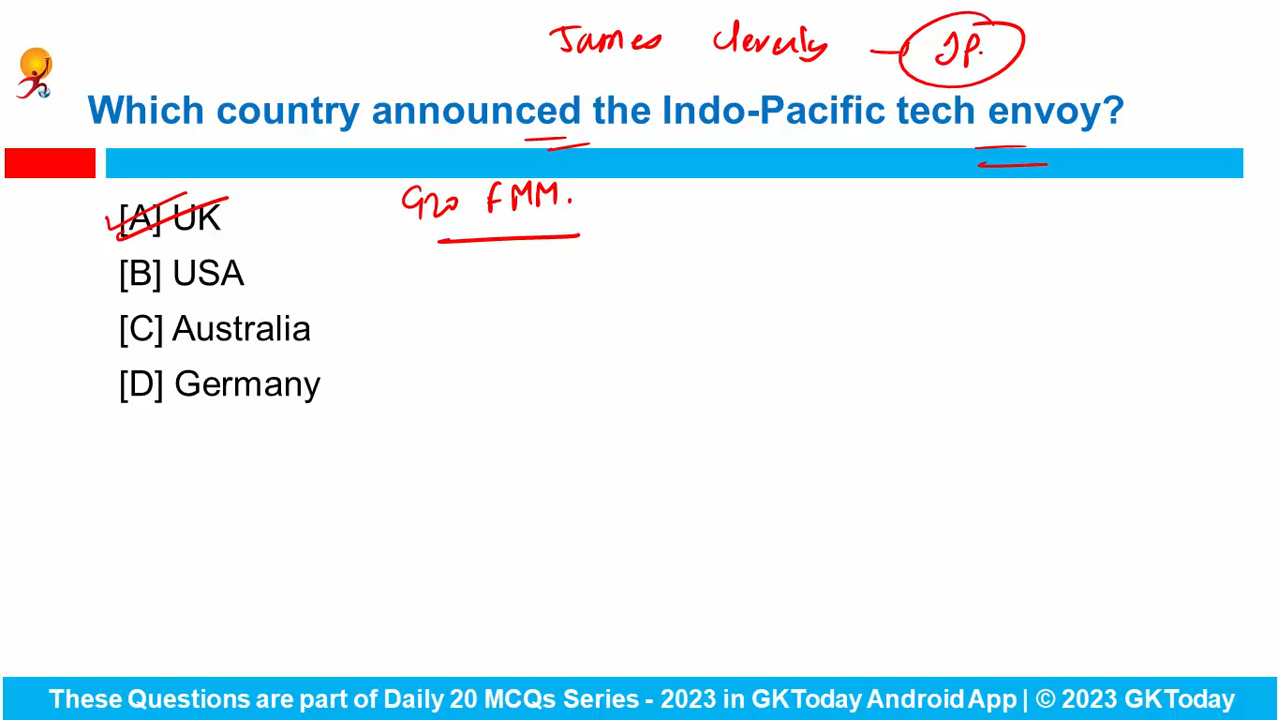 James Cleverly - IP.
Which country announced the Indo-Pacific tech envoy?
G20 FMM.
[A] UK
[B] USA
[C] Australia
[D] Germany
These Questions are part of Daily 20 MCQs Series - 2023 in GKToday Android App | © 2023 GKToday